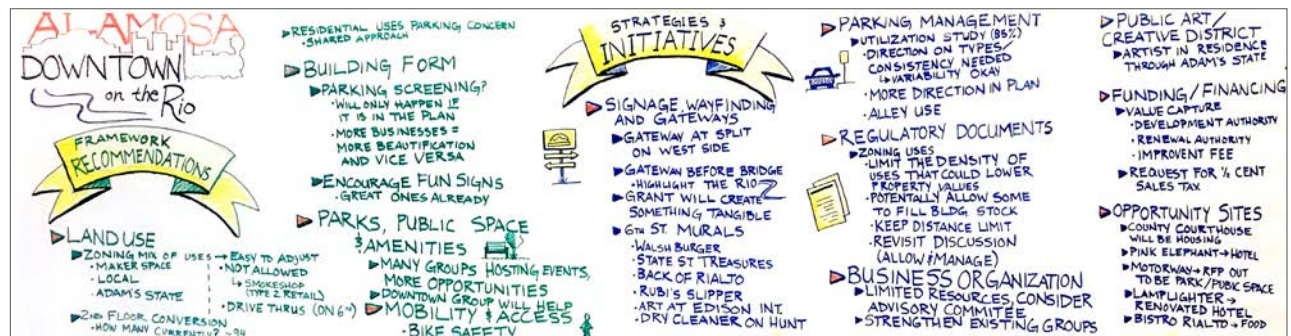 ALAMOSA
DOWNTOWN
on the
Rio
FRAMEWORK
RECOMMENDATIONS
LAND USE
ZONING MIX OF USES → EASY TO ADJUST
• MAKER SPACE
• LOCAL
• ADAM'S STATE
• NOT ALLOWED
↳ SMOKESHOP
(TYPE 2 RETAIL)
• DRIVE THRUS (ON 6TH)
2ND FLOOR CONVERSION
• HOW MANY CURRENTLY? ~94
RESIDENTIAL USES PARKING CONCERN
• SHARED APPROACH
BUILDING FORM
PARKING SCREENING?
• WILL ONLY HAPPEN IF
IT IS IN THE PLAN
• MORE BUSINESSES =
MORE BEAUTIFICATION
AND VICE VERSA
ENCOURAGE FUN SIGNS
• GREAT ONES ALREADY
PARKS, PUBLIC SPACE
& AMENITIES
MANY GROUPS HOSTING EVENTS,
MORE OPPORTUNITIES
DOWNTOWN GROUP WILL HELP
MOBILITY & ACCESS
• BIKE SAFETY
STRATEGIES &
INITIATIVES
SIGNAGE, WAYFINDING
AND GATEWAYS
GATEWAY AT SPLIT
ON WEST SIDE
GATEWAY BEFORE BRIDGE
• HIGHLIGHT THE RIO
GRANT WILL CREATE
SOMETHING TANGIBLE
6TH ST. MURALS
• WALSH BURGER
• STATE ST TREASURES
• BACK OF RIALTO
• RUBI'S SLIPPER
• ART AT EDISON INT.
• DRY CLEANER ON HUNT
PARKING MANAGEMENT
UTILIZATION STUDY (85%)
• DIRECTION ON TYPES/
CONSISTENCY NEEDED
↳ VARIABILITY OKAY
• MORE DIRECTION IN PLAN
• ALLEY USE
REGULATORY DOCUMENTS
ZONING USES
• LIMIT THE DENSITY OF
USES THAT COULD LOWER
PROPERTY VALUES
• POTENTIALLY ALLOW SOME
TO FILL BLDG STOCK
• KEEP DISTANCE LIMIT
• REVISIT DISCUSSION
(ALLOW & MANAGE)
BUSINESS ORGANIZATION
LIMITED RESOURCES, CONSIDER
ADVISORY COMMITEE
STRENGTHEN EXISTING GROUPS
PUBLIC ART/
CREATIVE DISTRICT
ARTIST IN RESIDENCE
THROUGH ADAM'S STATE
FUNDING/FINANCING
VALUE CAPTURE
• DEVELOPMENT AUTHORITY
• RENEWAL AUTHORITY
• IMPROVENT FEE
REQUEST FOR CENT
SALES TAX
OPPORTUNITY SITES
COUNTY COURTHOUSE
WILL BE HOUSING
PINK ELEPHANT → HOTEL
MOTORWAY → RFP OUT
TO BE PARK/PUBIC SPACE
LAMPLIGHTER →
RENOVATED HOTEL
BISTRO RIALTO → FOOD